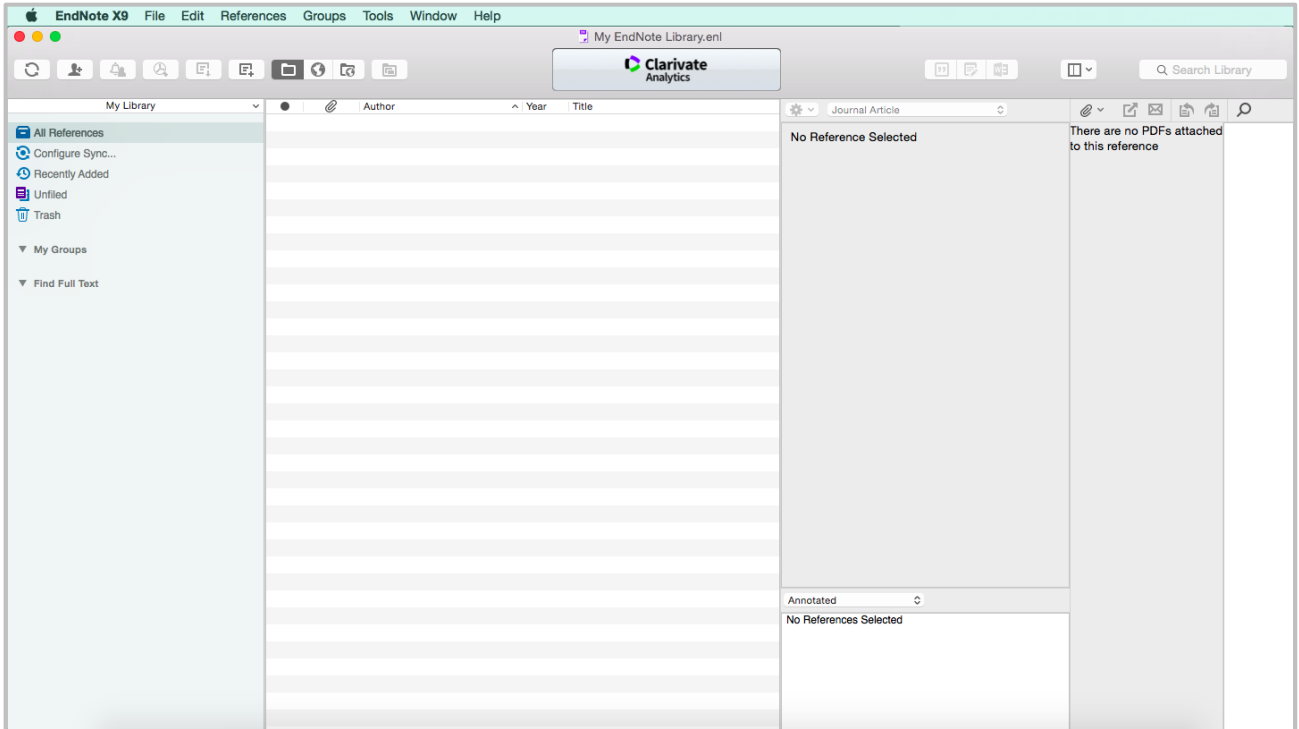 EndNote X9 File Edit References Groups Tools Window Help
My EndNote Library.enl
Clarivate
Analytics
Search Library
My Library
Author Year Title
Journal Article
All References
Configure Sync...
Recently Added
Unfiled
Trash
My Groups
Find Full Text
No Reference Selected
There are no PDFs attached
to this reference
Annotated
No References Selected